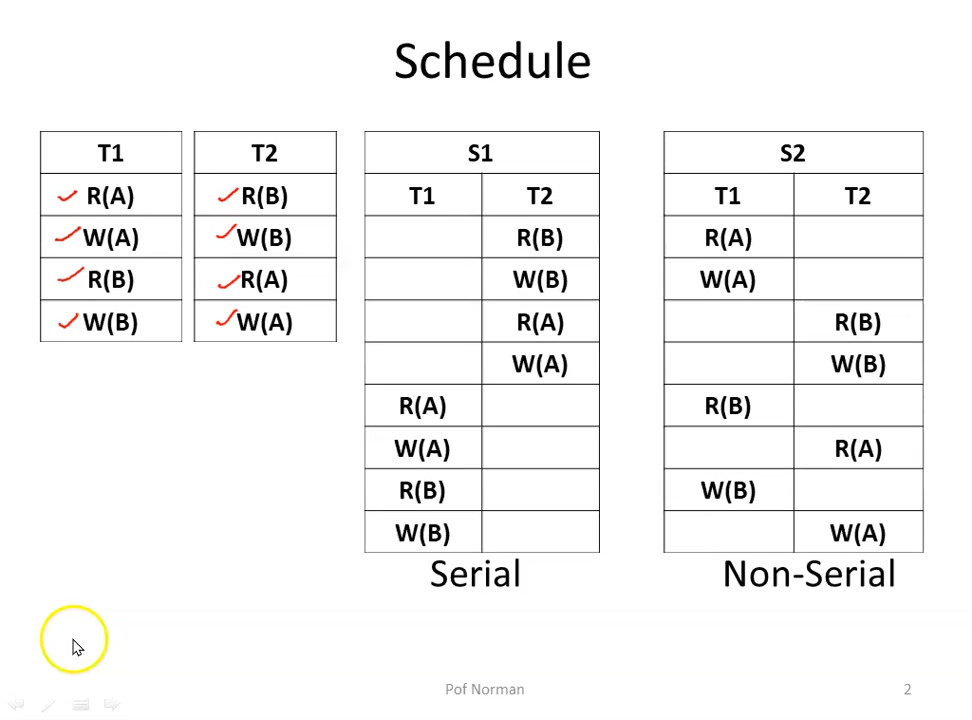 Schedule
T1 T2 S1 S2
R(A) R(B) T1 T2 T1 T2
W(A) W(B) R(B) R(A)
R(B) R(A) W(B) W(A)
W(B) W(A) R(A) R(B)
W(A) W(B)
R(A) R(B)
W(A) R(A)
R(B) W(B)
W(B) W(A)
Serial Non-Serial
Pof Norman 2